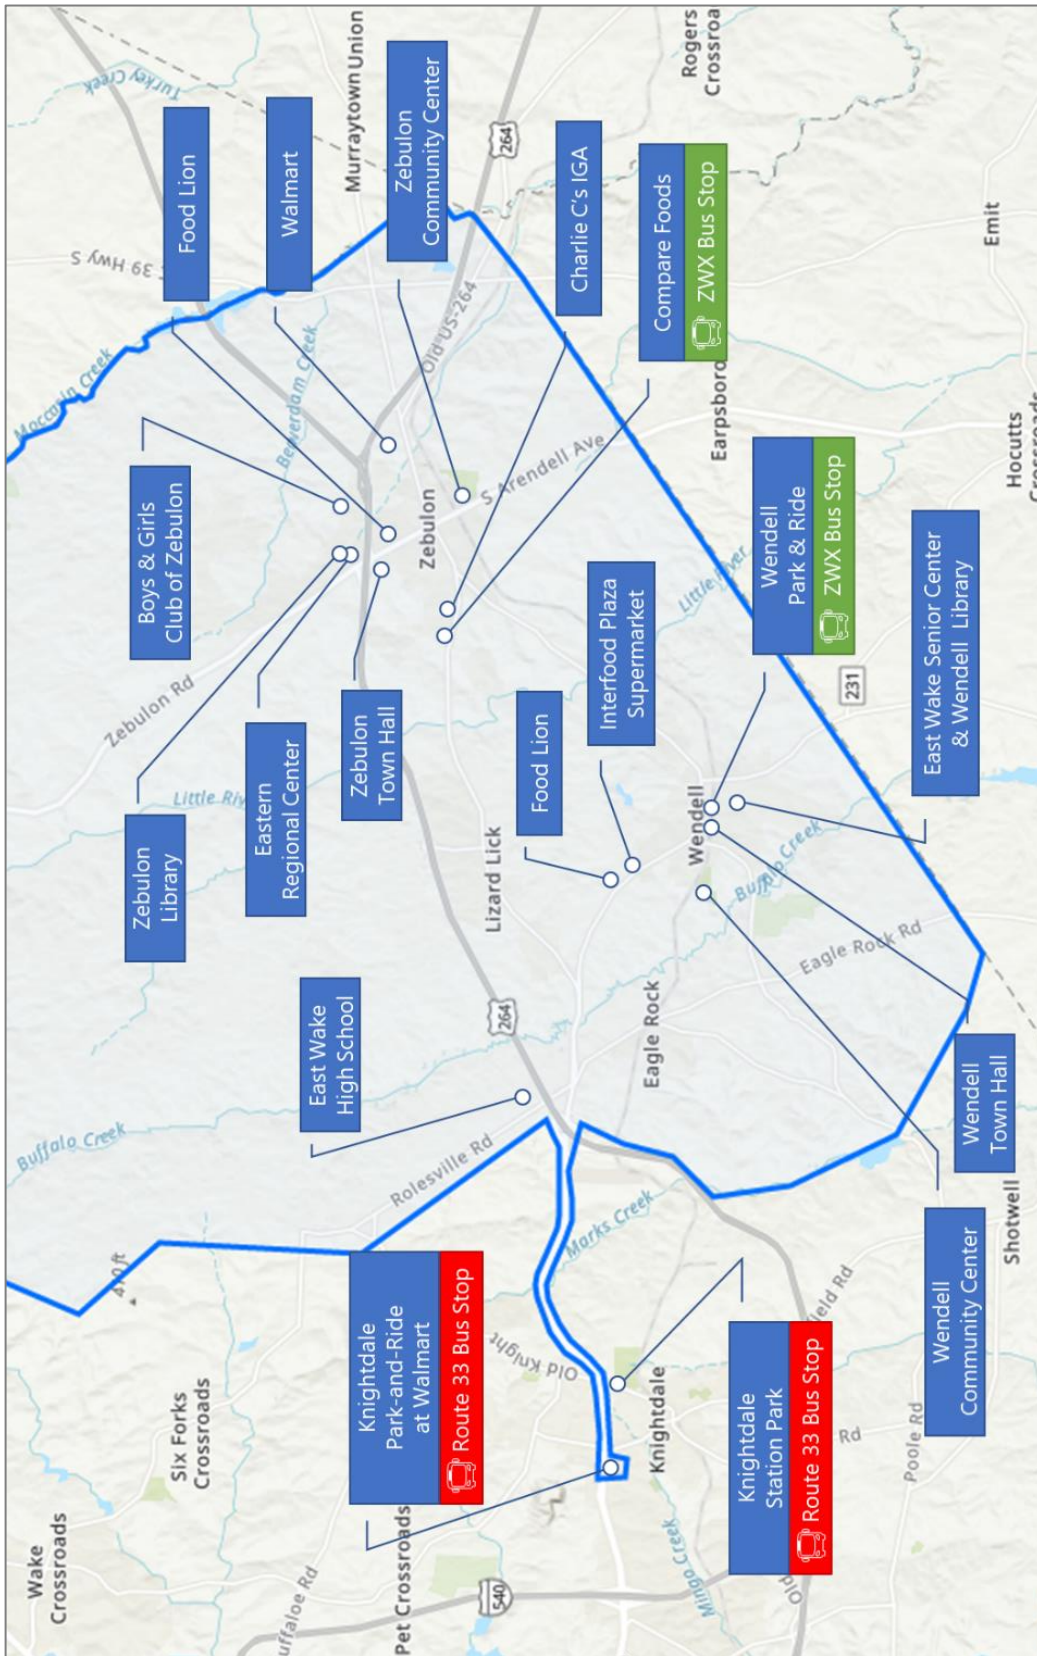 Wake
Crossroads
Six Forks
Crossroads
470 ft
Buffalo Creek
Zebulon
Library
Boys & Girls
Club of Zebulon
Moccasin Creek
Food Lion
Turkey Creek
uffaloe Rd
Zebulon Rd
Little Riv
Eastern
Regional Center
Beaverdam Creek
39 Hwy S
Walmart
Knightdale
Park-and-Ride
at Walmart
Route 33 Bus Stop
East Wake
High School
Zebulon
Town Hall
Murraytown
Union
Pet Crossroads
Rolesville Rd
Zebulon
Old US-264
Zebulon
Community Center
540
Old Knight
264
Lizard Lick
S Arendell Ave
264
Food Lion
Charlie C's IGA
Marks Creek
Interfood Plaza
Supermarket
Compare Foods
ZWX Bus Stop
Rogers
Crossroa
Knightdale
Eagle Rock
Wendell
Little River
Earpsboro
Mingo Creek
Knightdale
Station Park
Route 33 Bus Stop
Buffalo Creek
Wendell
Park & Ride
ZWX Bus Stop
Old
field Rd
Rd
Eagle Rock Rd
231
Poole Rd
Wendell
Community Center
Wendell
Town Hall
East Wake Senior Center
& Wendell Library
Emit
Shotwell
Hocutts
Crossroads